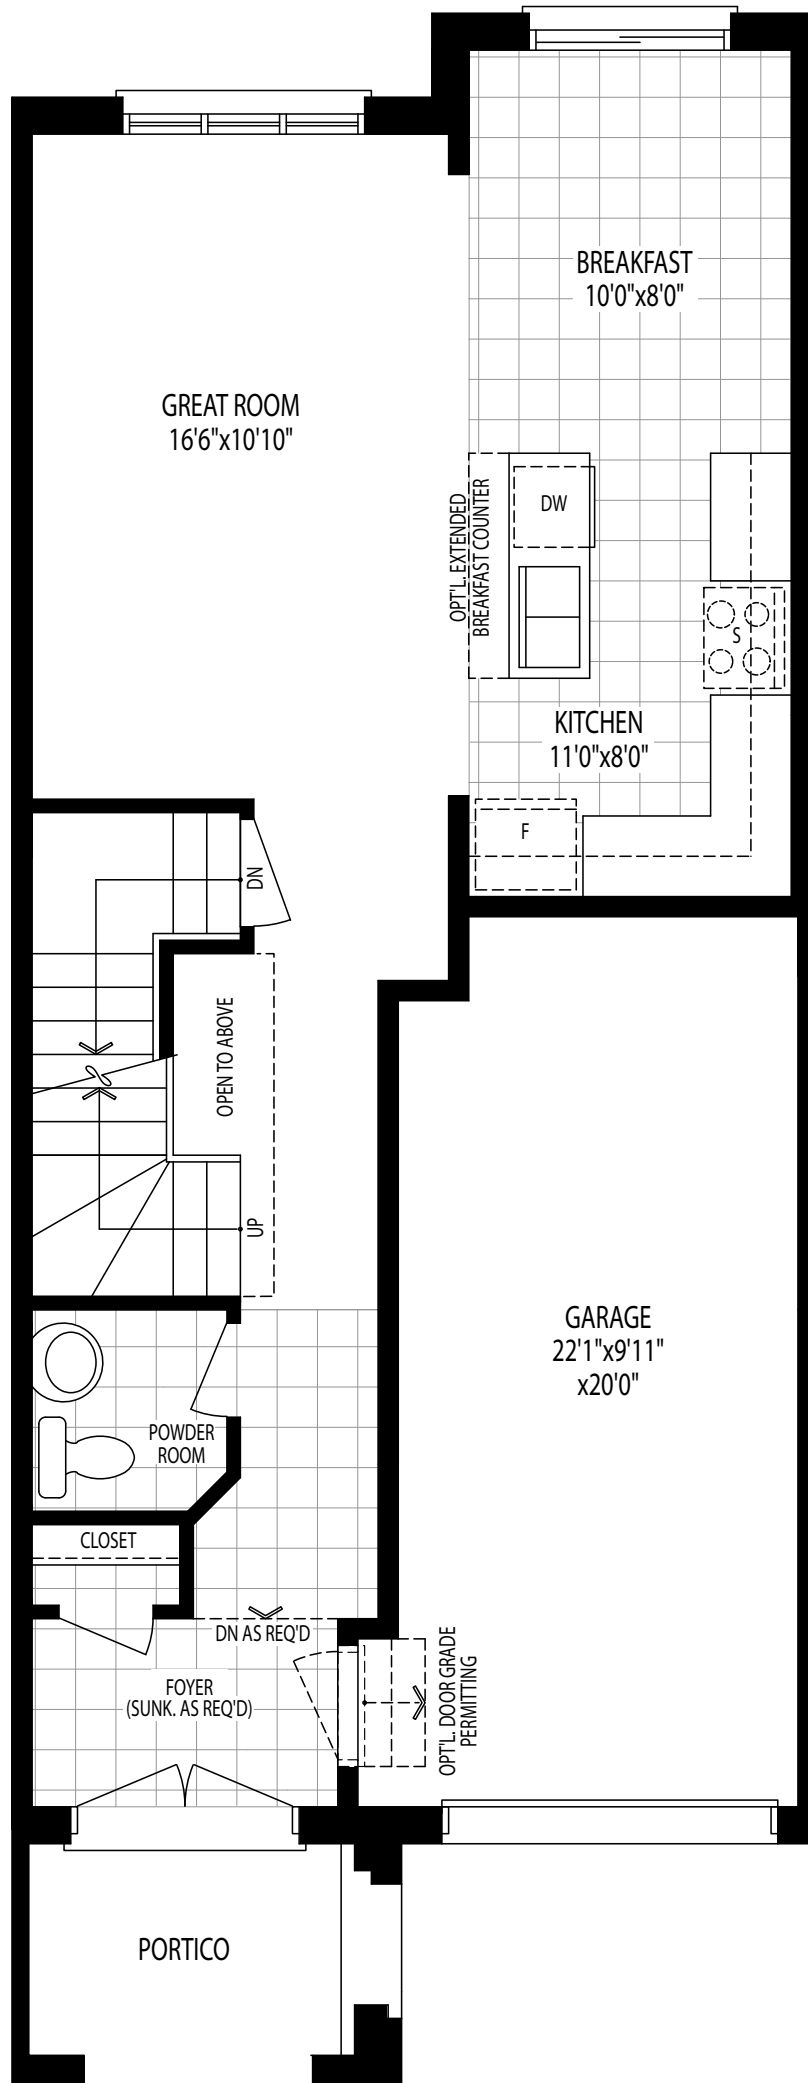 BREAKFAST
10'0"x8'0"
GREAT ROOM
16'6"x10'10"
OPT'L. EXTENDED
BREAKFAST COUNTER
DW
S
KITCHEN
11'0"x8'0"
F
DN
OPEN TO ABOVE
UP
GARAGE
22'1"x9'11"
x20'0"
POWDER
ROOM
CLOSET
DN AS REQ'D
FOYER
(SUNK. AS REQ'D)
OPT'L. DOOR GRADE
PERMITTING
PORTICO